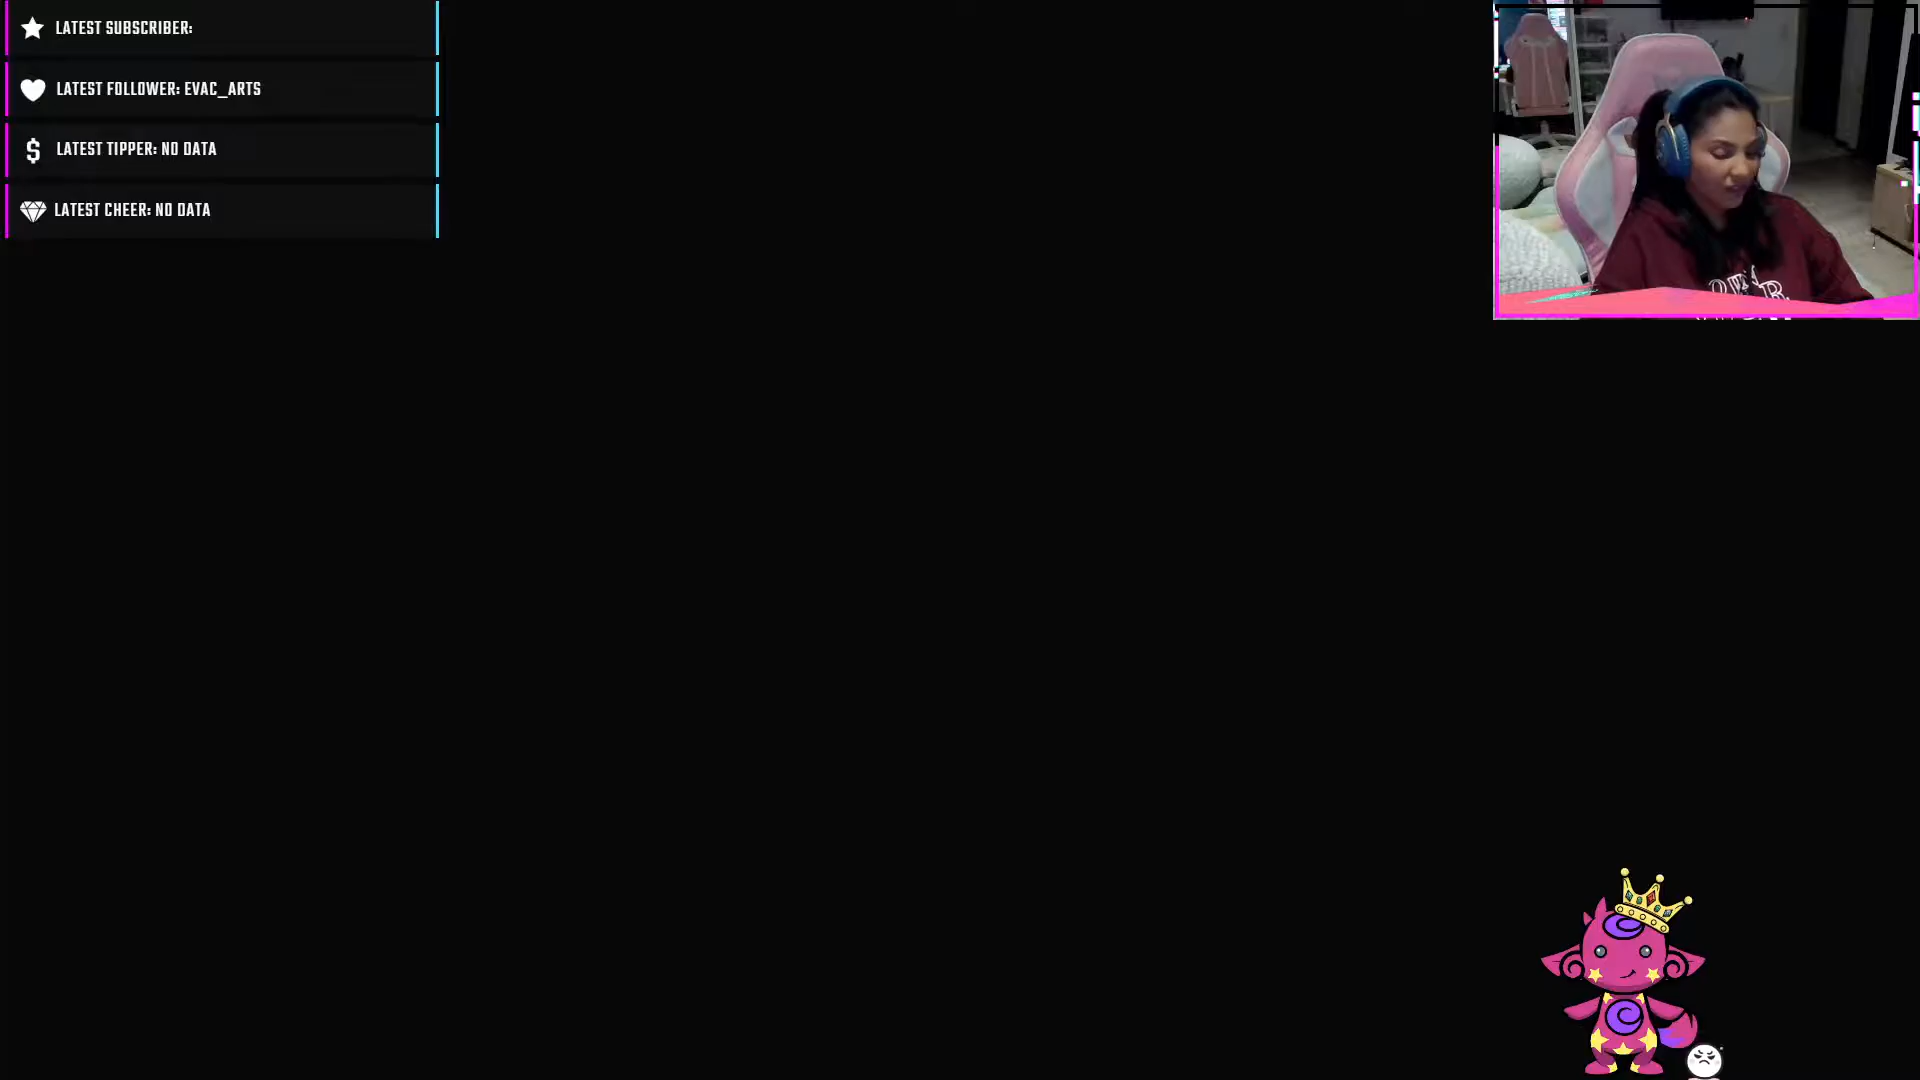 LATEST SUBSCRIBER:
LATEST FOLLOWER: EVAC_ARTS
LATEST TIPPER: NO DATA
LATEST CHEER: NO DATA